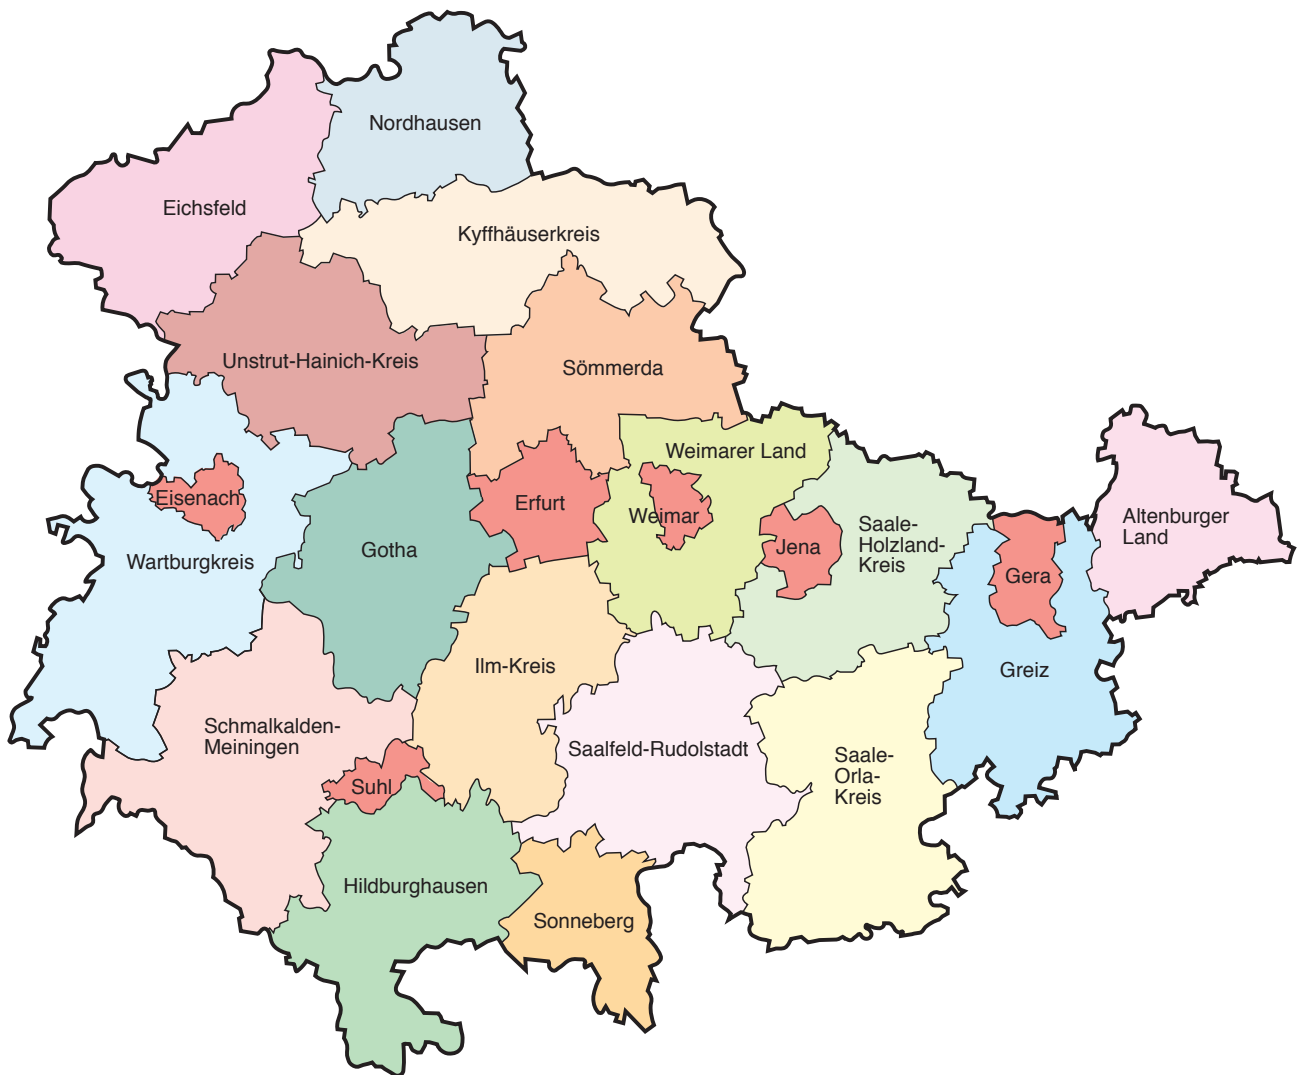 Nordhausen
Eichsfeld
Kyffhäuserkreis
Unstrut-Hainich-Kreis
Sömmerda
Weimarer Land
Eisenach
Erfurt
Weimar
Altenburger
Land
Saale-
Holzland-
Kreis
Jena
Gotha
Wartburgkreis
Gera
Ilm-Kreis
Greiz
Schmalkalden-
Meiningen
Saalfeld-Rudolstadt
Saale-
Orla-
Kreis
Suhl
Hildburghausen
Sonneberg